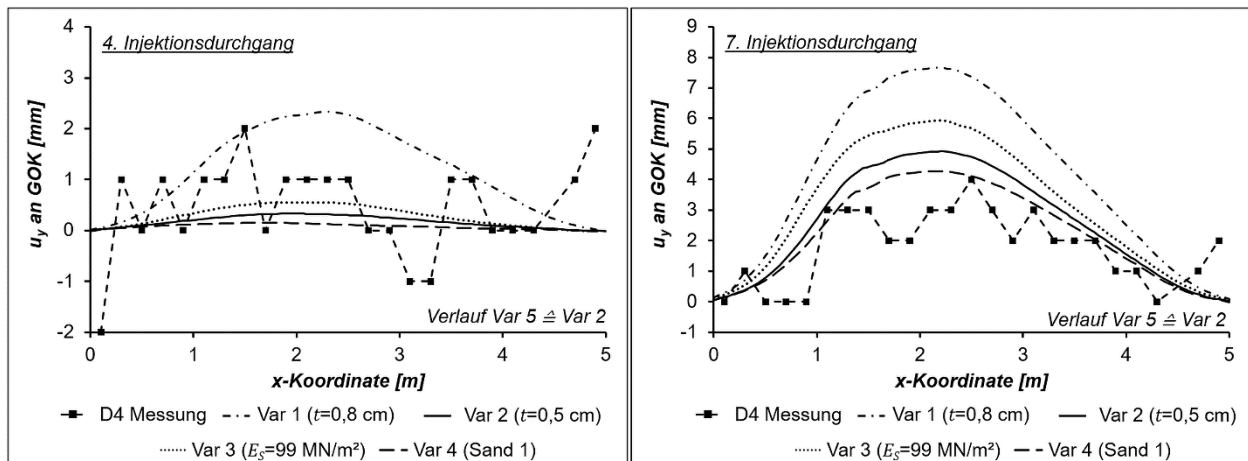 4. Injektionsdurchgang
4
3
2
1
0
-1
-2
u_y an GOK [mm]
Verlauf Var 5 ≙ Var 2
0 1 2 3 4 5
x-Koordinate [m]
D4 Messung Var 1 (t=0,8 cm) Var 2 (t=0,5 cm)
Var 3 (E_S=99 MN/m²) Var 4 (Sand 1)
7. Injektionsdurchgang
9
8
7
6
5
4
3
2
1
0
-1
u_y an GOK [mm]
Verlauf Var 5 ≙ Var 2
0 1 2 3 4 5
x-Koordinate [m]
D4 Messung Var 1 (t=0,8 cm) Var 2 (t=0,5 cm)
Var 3 (E_S=99 MN/m²) Var 4 (Sand 1)